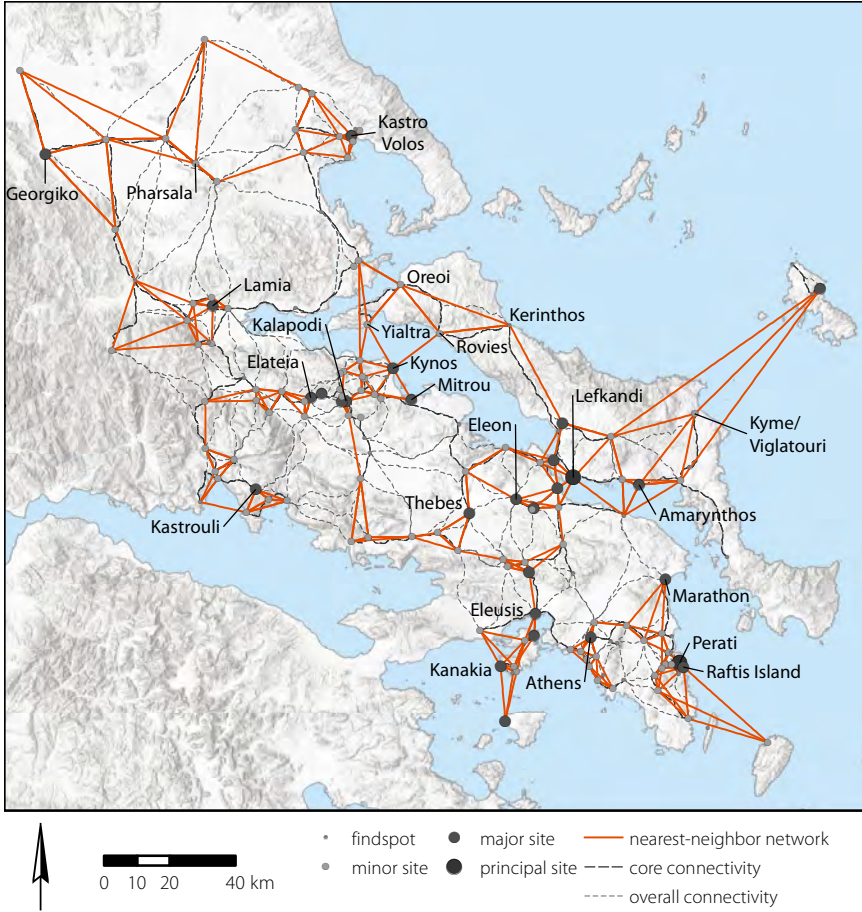 Kastro
Volos
Georgiko
Pharsala
Lamia
Oreoi
Kerinthos
Kalapodi
Yialtra
Rovies
Elateia
Kynos
Mitrou
Lefkandi
Eleon
Kyme/
Viglatouri
Thebes
Amarynthos
Kastrouli
Marathon
Eleusis
Perati
Kanakia
Athens
Raftis Island
findspot
major site
nearest-neighbor network
minor site
principal site
core connectivity
0 10 20 40 km
overall connectivity